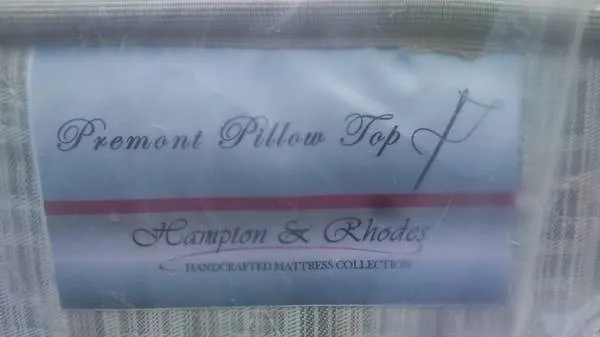 Premont Pillow Top
Hampton & Rhodes
HANDCRAFTED MATTRESS COLLECTION